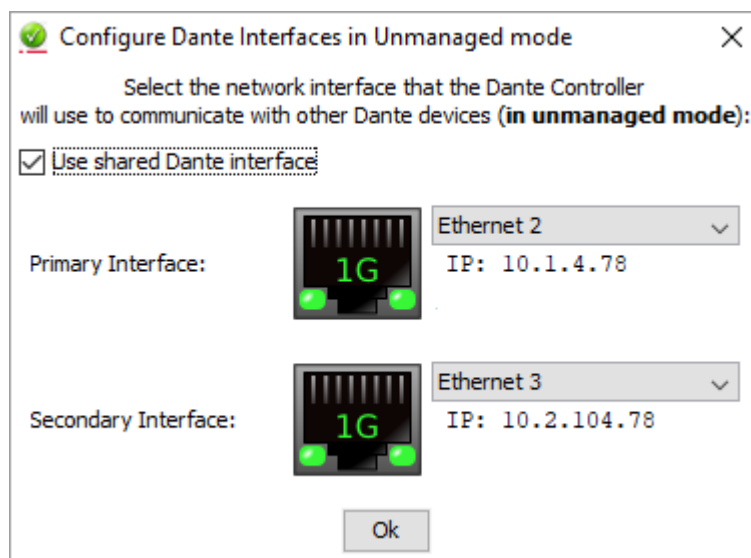 Configure Dante Interfaces in Unmanaged mode
Select the network interface that the Dante Controller
will use to communicate with other Dante devices (in unmanaged mode):
Use shared Dante interface
Primary Interface:
1G
Ethernet 2
IP: 10.1.4.78
Secondary Interface:
1G
Ethernet 3
IP: 10.2.104.78
Ok